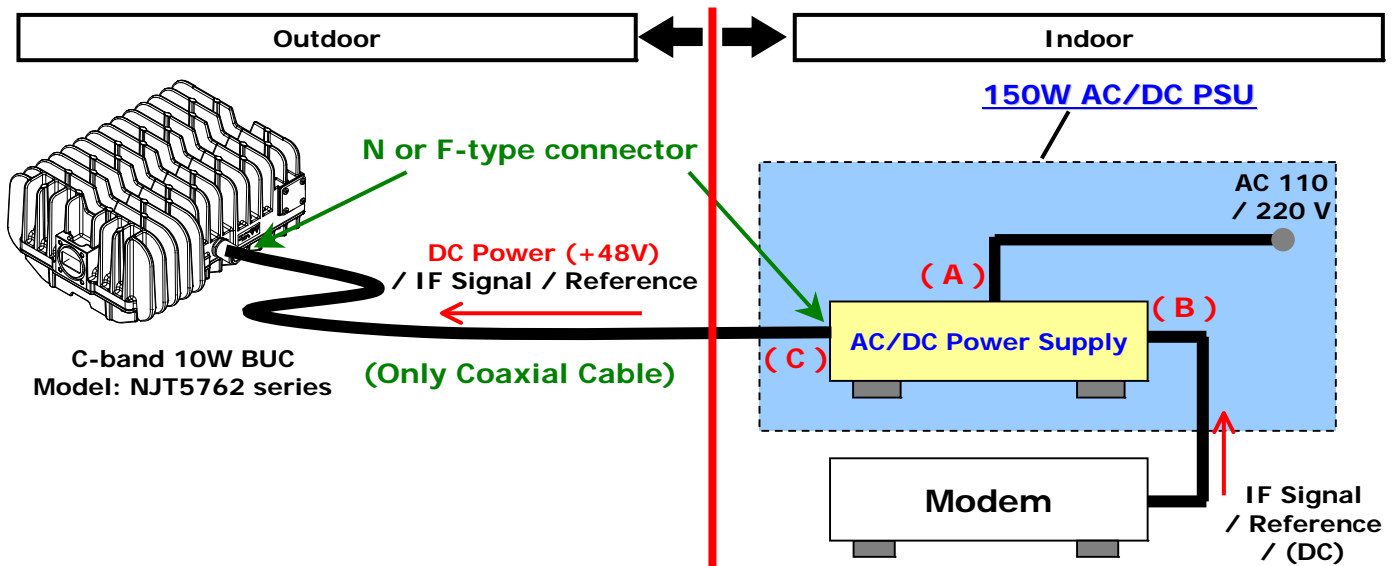 Outdoor
Indoor
150W AC/DC PSU
N or F-type connector
AC 110
/ 220 V
DC Power (+48V)
/ IF Signal / Reference
( A )
( B )
AC/DC Power Supply
( C )
C-band 10W BUC
Model: NJT5762 series
(Only Coaxial Cable)
Modem
IF Signal
/ Reference
/ (DC)